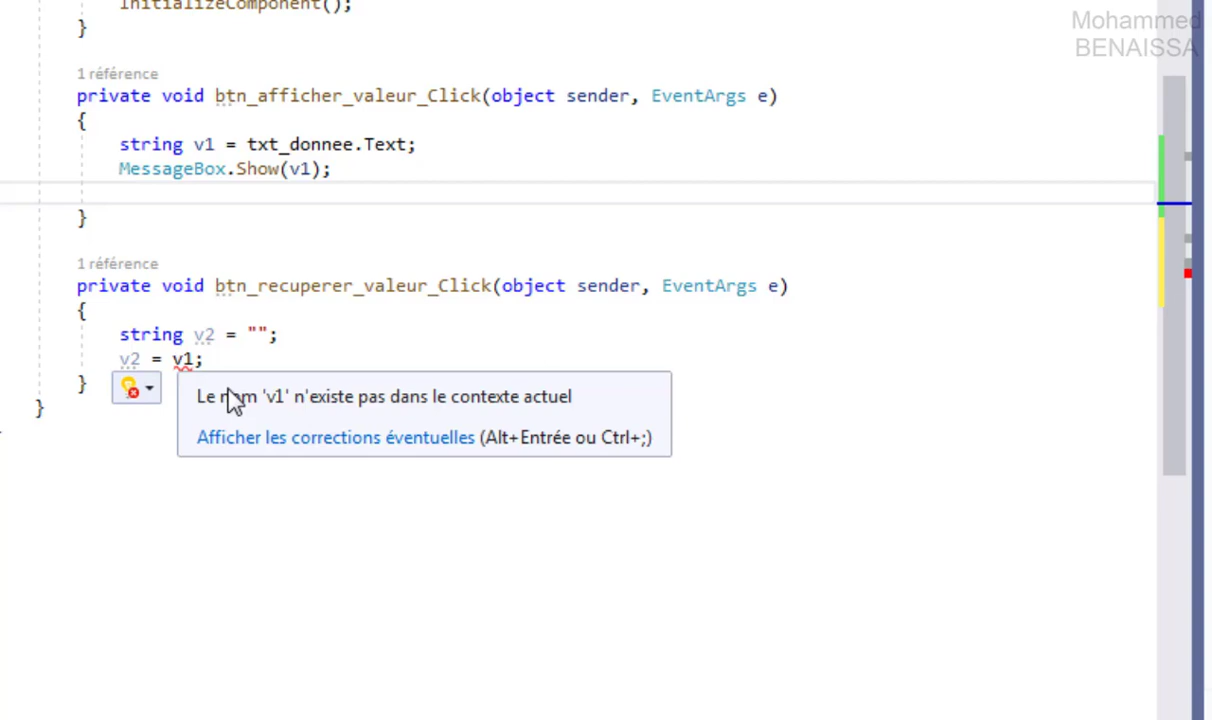 InitializeComponent();
}
Mohammed
BENAISSA
1 référence
private void btn_afficher_valeur_Click(object sender, EventArgs e)
{
string v1 = txt_donnee.Text;
MessageBox.Show(v1);
}
1 référence
private void btn_recuperer_valeur_Click(object sender, EventArgs e)
{
string v2 = "";
v2 = v1;
}
Le nom 'v1' n'existe pas dans le contexte actuel
}
Afficher les corrections éventuelles (Alt+Entrée ou Ctrl+;)